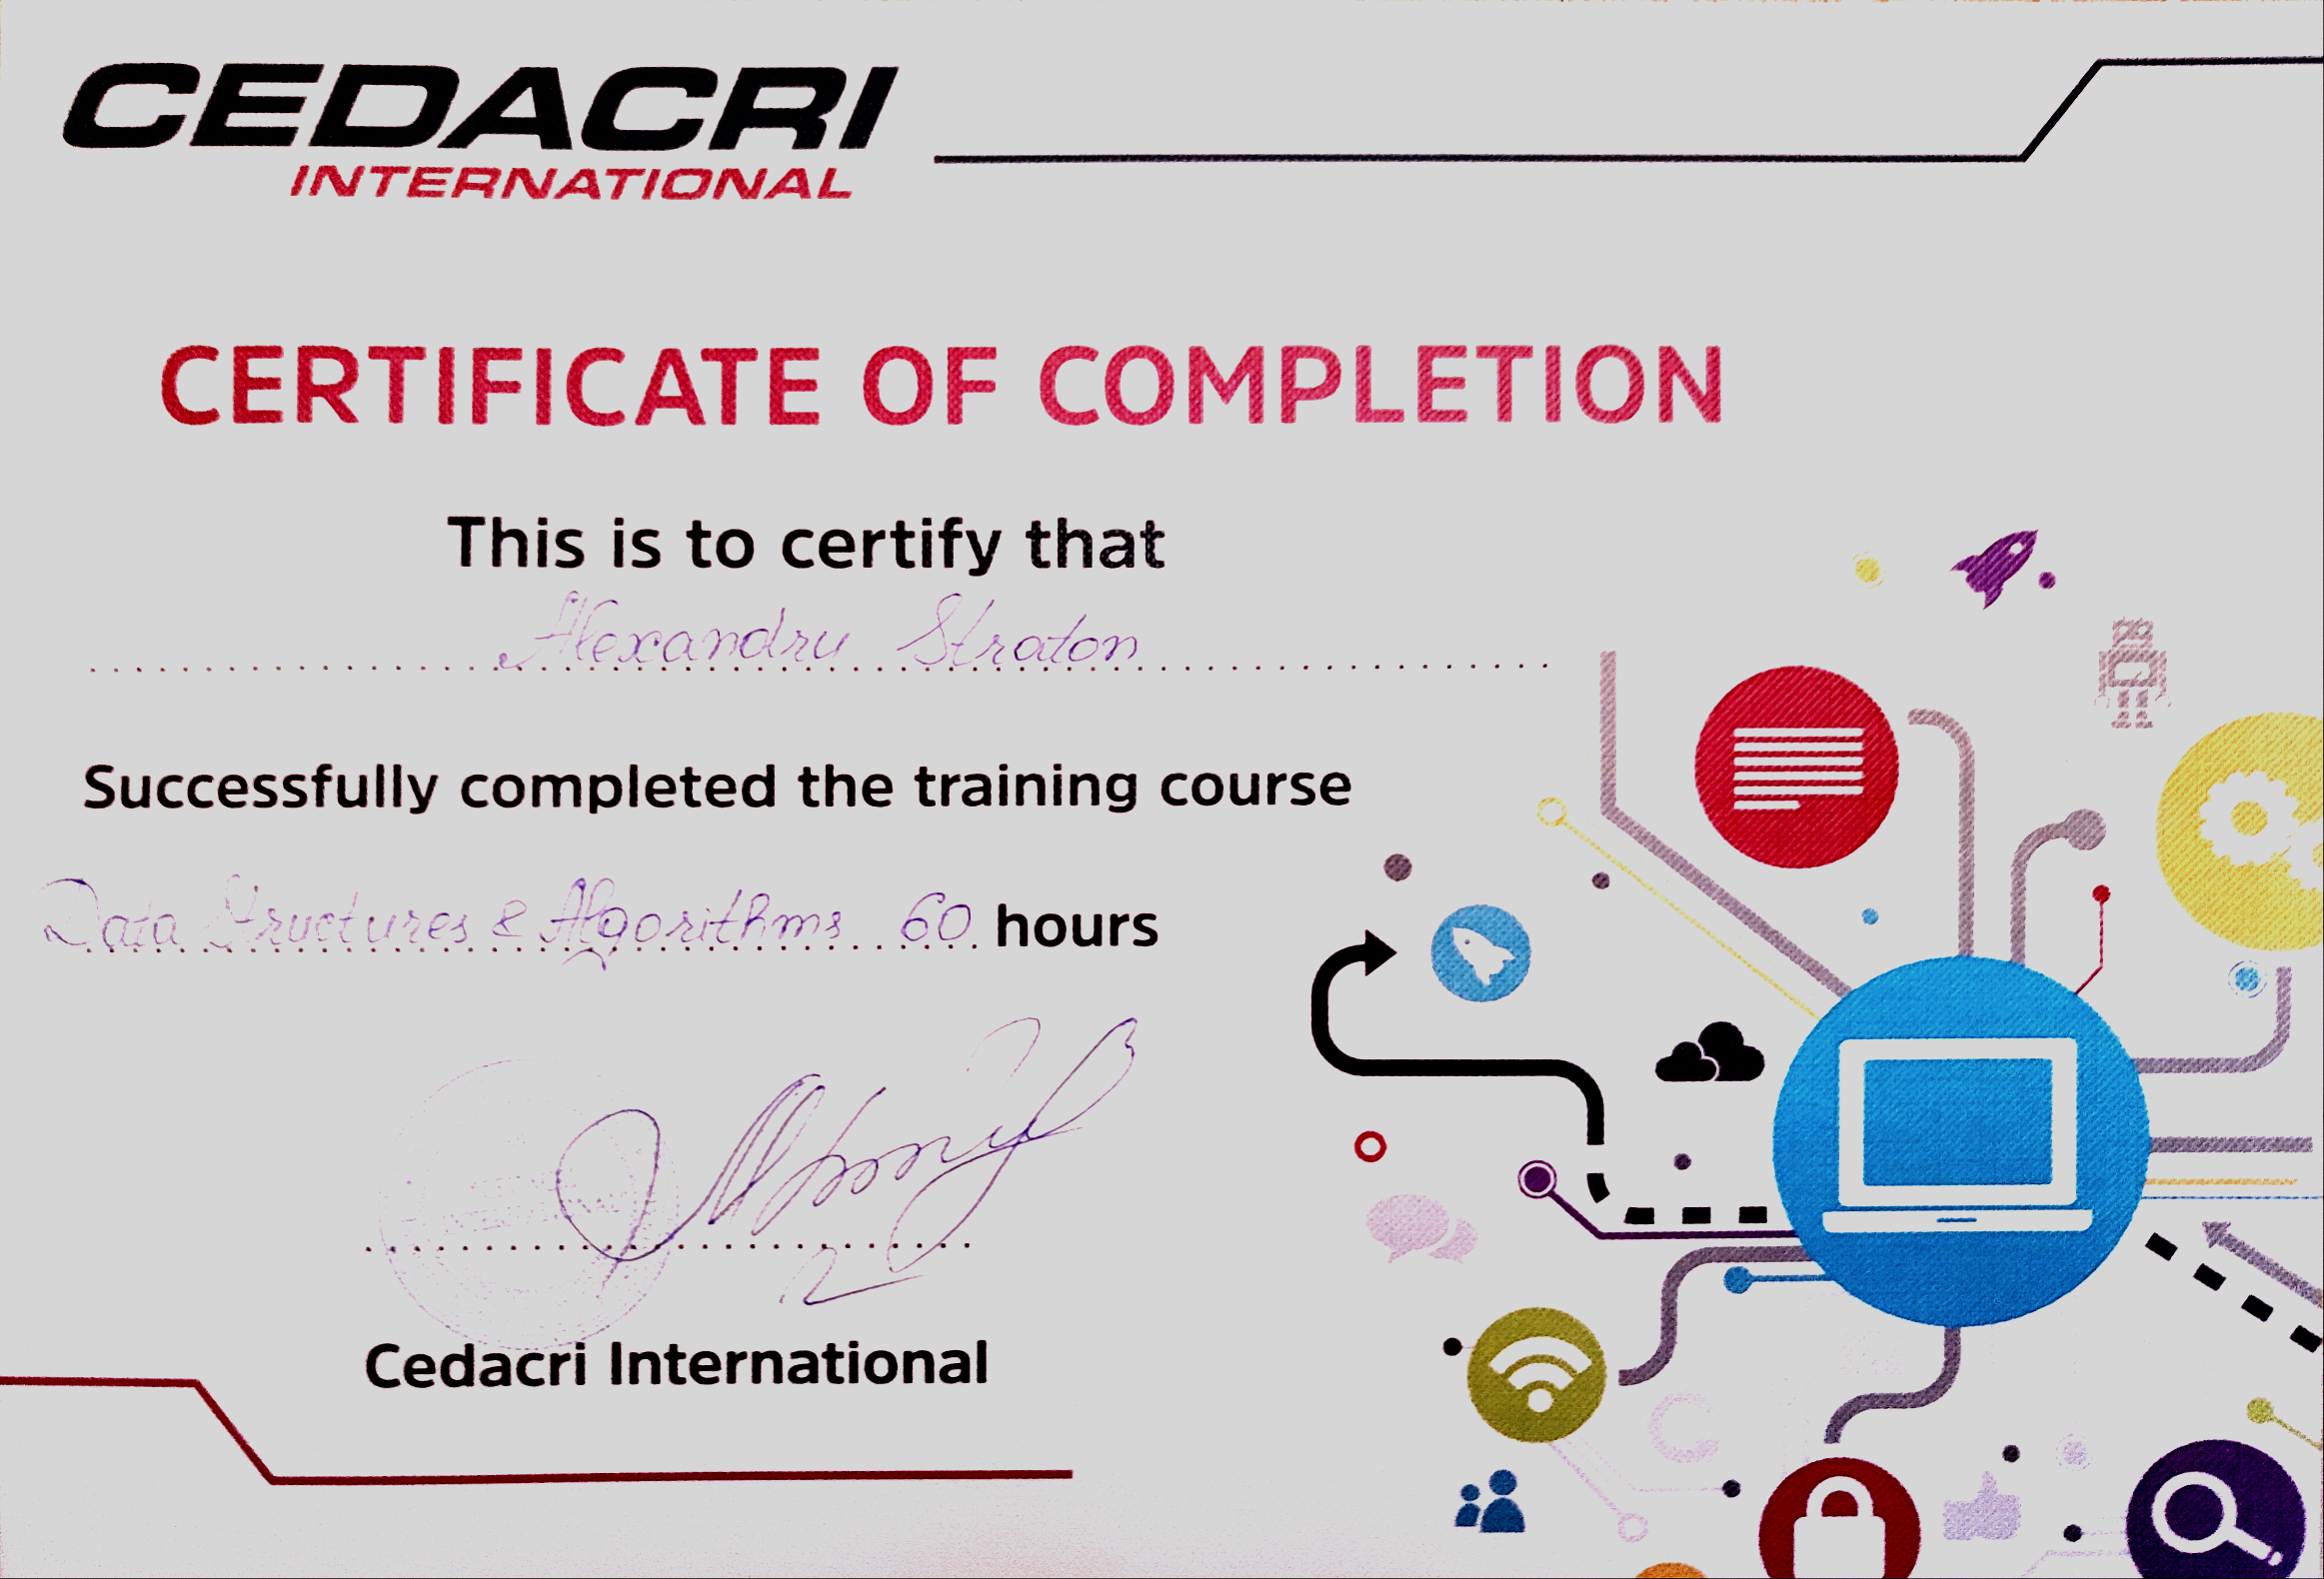 CEDACRI
INTERNATIONAL
CERTIFICATE OF COMPLETION
This is to certify that
Alexandru Straton
Successfully completed the training course
Data Structures & Algorithms 60 hours
Cedacri International